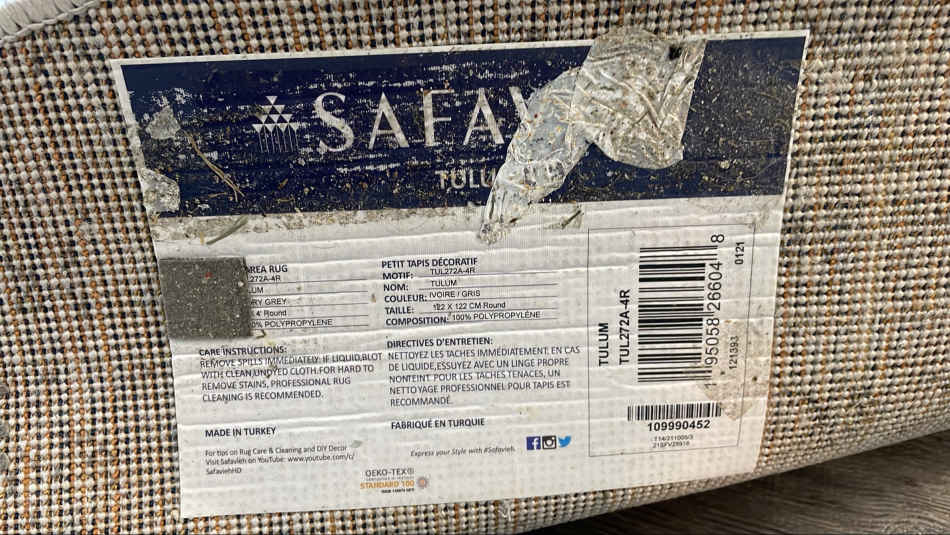 SAFAV
TULU
AREA RUG
L272A-4R
UM
RY GREY
4' Round
0% POLYPROPYLENE
PETIT TAPIS DÉCORATIF
MOTIF: TUL272A-4R
NOM: TULUM
COULEUR: IVOIRE / GRIS
TAILLE: 122 X 122 CM Round
COMPOSITION: 100% POLYPROPYLÈNE
CARE INSTRUCTIONS:
REMOVE SPILLS IMMEDIATELY. IF LIQUID,BLOT
WITH CLEAN,UNDYED CLOTH.FOR HARD TO
REMOVE STAINS, PROFESSIONAL RUG
CLEANING IS RECOMMENDED.
DIRECTIVES D'ENTRETIEN:
NETTOYEZ LES TACHES IMMÉDIATEMENT. EN CAS
DE LIQUIDE,ESSUYEZ AVEC UN LINGE PROPRE
NONTEINT. POUR LES TACHES TENACES, UN
NETTOYAGE PROFESSIONNEL POUR TAPIS EST
RECOMMANDÉ.
MADE IN TURKEY
FABRIQUÉ EN TURQUIE
For tips on Rug Care & Cleaning and DIY Decor
Visit Safavieh on YouTube: www.youtube.com/c/
SafaviehHD
Express your Style with #Safavieh.
OEKO-TEX®
STANDARD 100
TULUM
TUL272A-4R
95058 26604 8
121393
0121
109990452